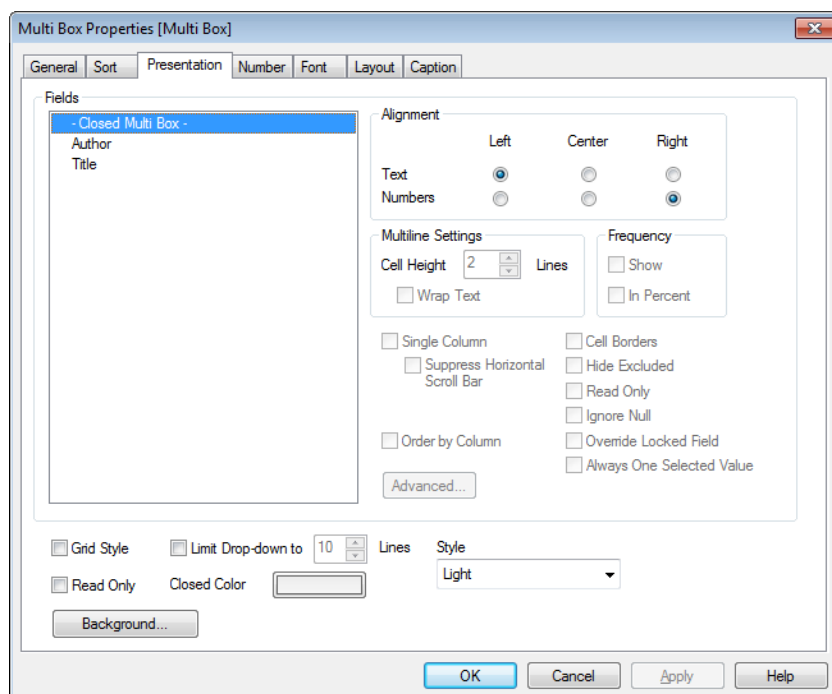 Multi Box Properties [Multi Box]
General Sort Presentation Number Font Layout Caption
Fields
- Closed Multi Box -
Author
Title
Alignment
Left Center Right
Text
Numbers
Multiline Settings
Cell Height 2 Lines
Wrap Text
Frequency
Show
In Percent
Single Column
Suppress Horizontal
Scroll Bar
Order by Column
Advanced...
Cell Borders
Hide Excluded
Read Only
Ignore Null
Override Locked Field
Always One Selected Value
Grid Style
Limit Drop-down to 10 Lines
Style
Light
Read Only
Closed Color
Background...
OK Cancel Apply Help